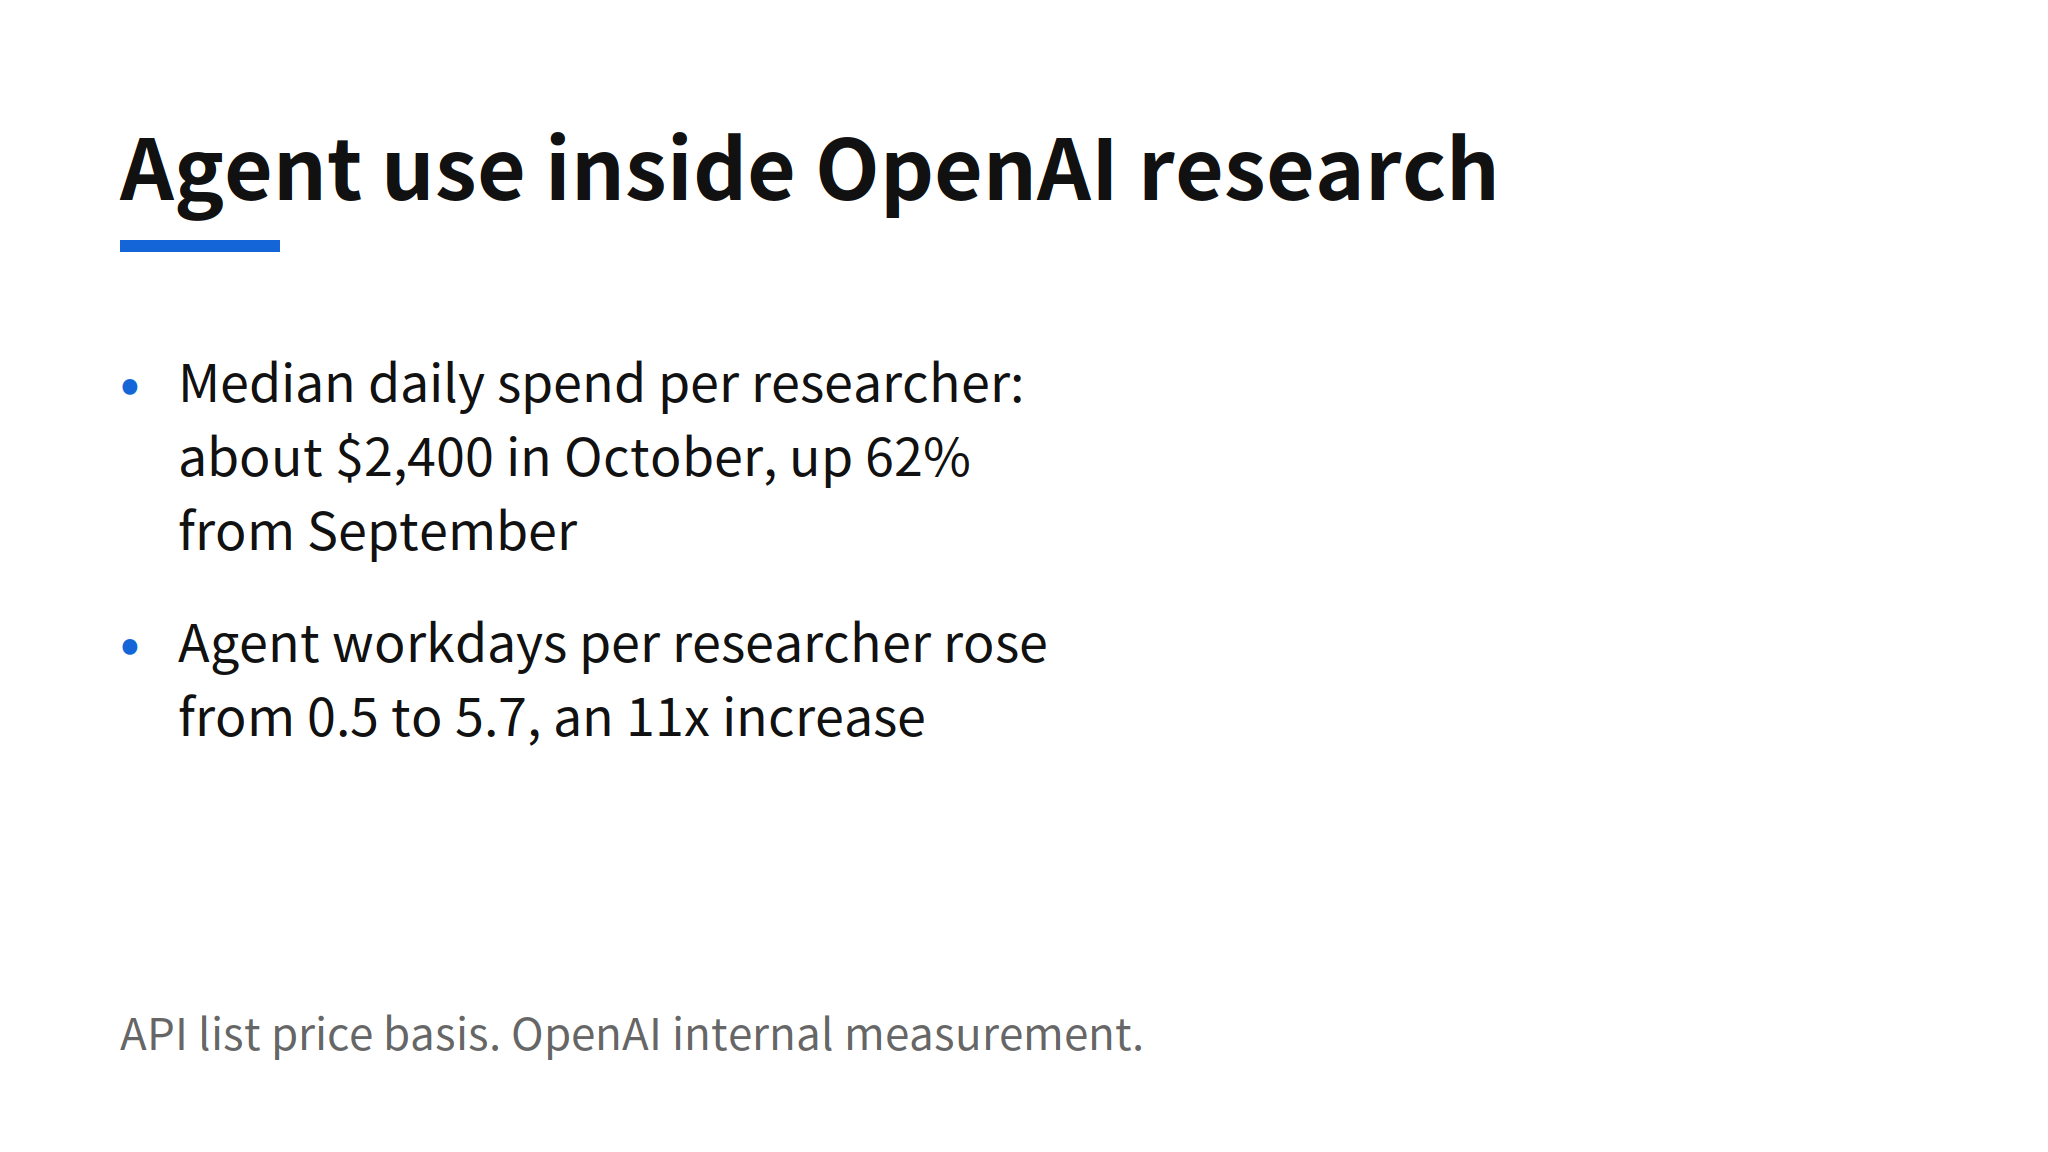 Agent use inside OpenAI research
• Median daily spend per researcher:
about $2,400 in October, up 62%
from September
• Agent workdays per researcher rose
from 0.5 to 5.7, an 11x increase
API list price basis. OpenAI internal measurement.